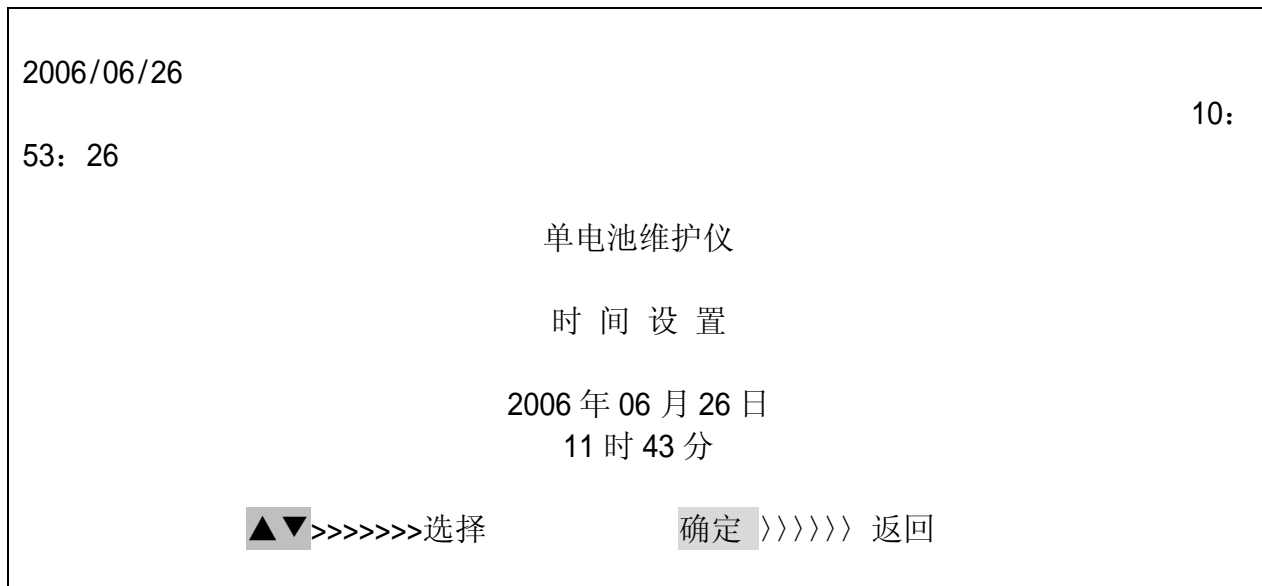 2006/06/26
10：
53：26
单电池维护仪
时 间 设 置
2006 年 06 月 26 日
11 时 43 分
▲▼>>>>>>>选择 确定 〉〉〉〉〉〉 返回